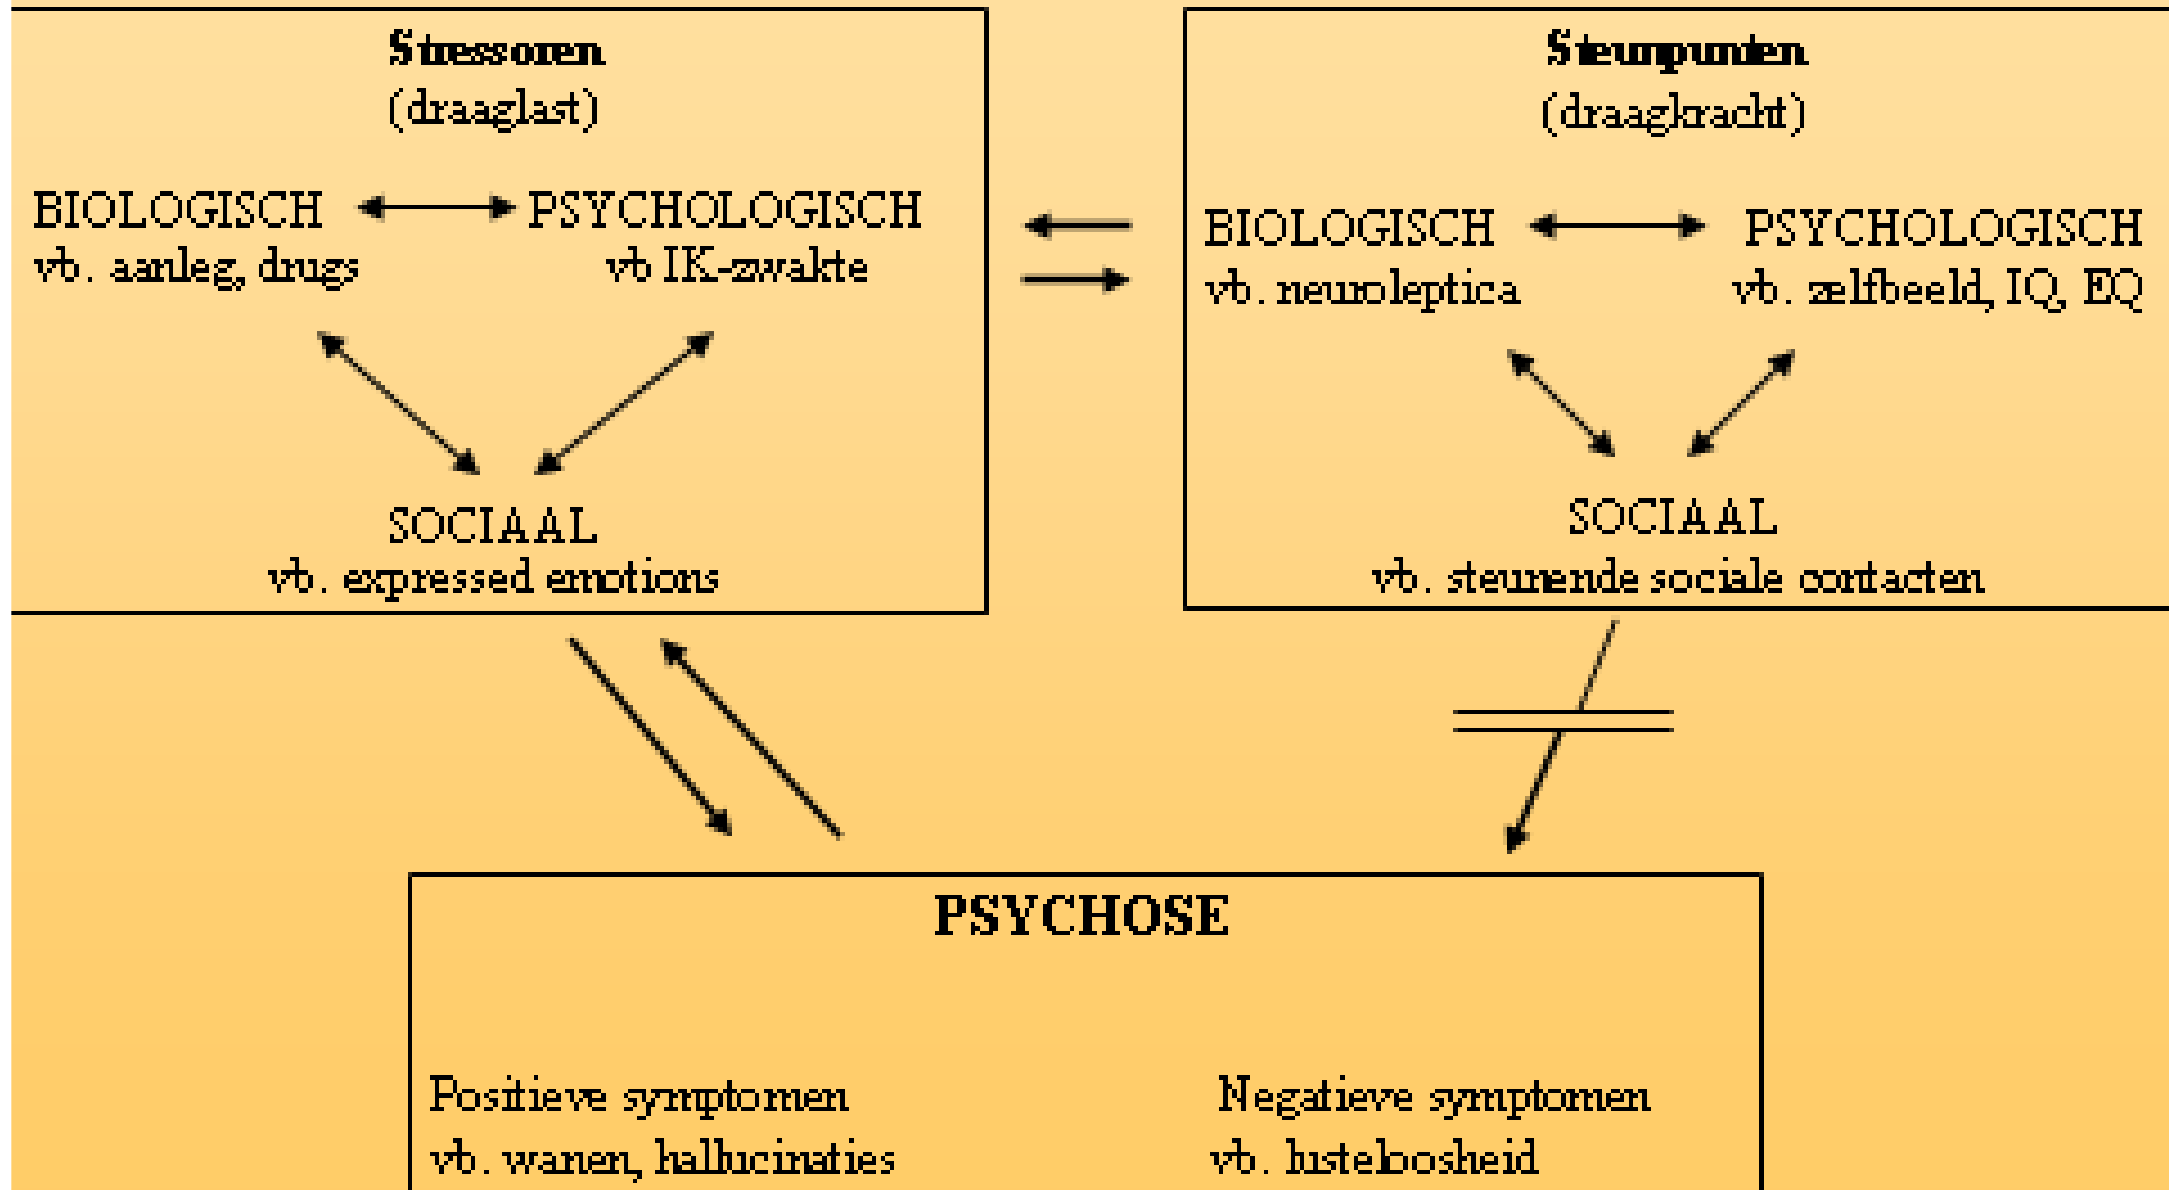 Stressoren
(draaglast)
BIOLOGISCH PSYCHOLOGISCH
vb. aanleg, drugs vb IK-zwakte
SOCIAAL
vb. expressed emotions
Steunpunten
(draagkracht)
BIOLOGISCH PSYCHOLOGISCH
vb. neuroleptica vb. zelfbeeld, IQ, EQ
SOCIAAL
vb. steunende sociale contacten
PSYCHOSE
Positieve symptomen Negatieve symptomen
vb. wanen, hallucinaties vb. lusteloosheid